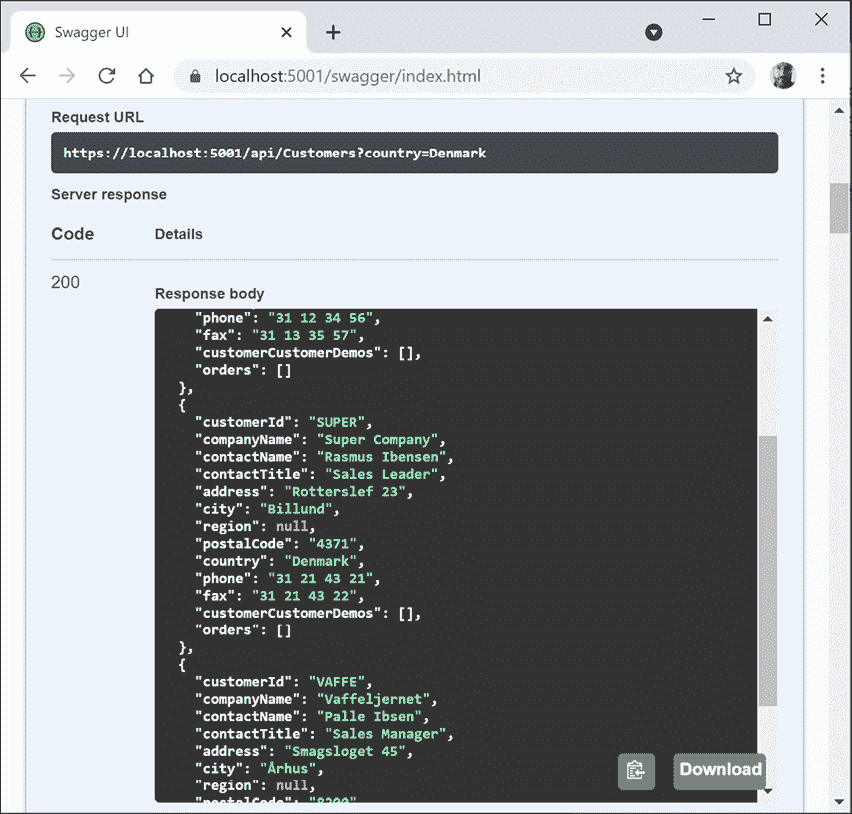 Swagger UI
localhost:5001/swagger/index.html
Request URL
https://localhost:5001/api/Customers?country=Denmark
Server response
Code Details
200
Response body
"phone": "31 12 34 56",
"fax": "31 13 35 57",
"customerCustomerDemos": [],
"orders": []
},
{
"customerId": "SUPER",
"companyName": "Super Company",
"contactName": "Rasmus Ibensen",
"contactTitle": "Sales Leader",
"address": "Rotterslef 23",
"city": "Billund",
"region": null,
"postalCode": "4371",
"country": "Denmark",
"phone": "31 21 43 21",
"fax": "31 21 43 22",
"customerCustomerDemos": [],
"orders": []
},
{
"customerId": "VAFFE",
"companyName": "Vaffeljernet",
"contactName": "Palle Ibsen",
"contactTitle": "Sales Manager",
"address": "Smagsloget 45",
"city": "Århus",
"region": null,
"postalCode": "8200"
Download